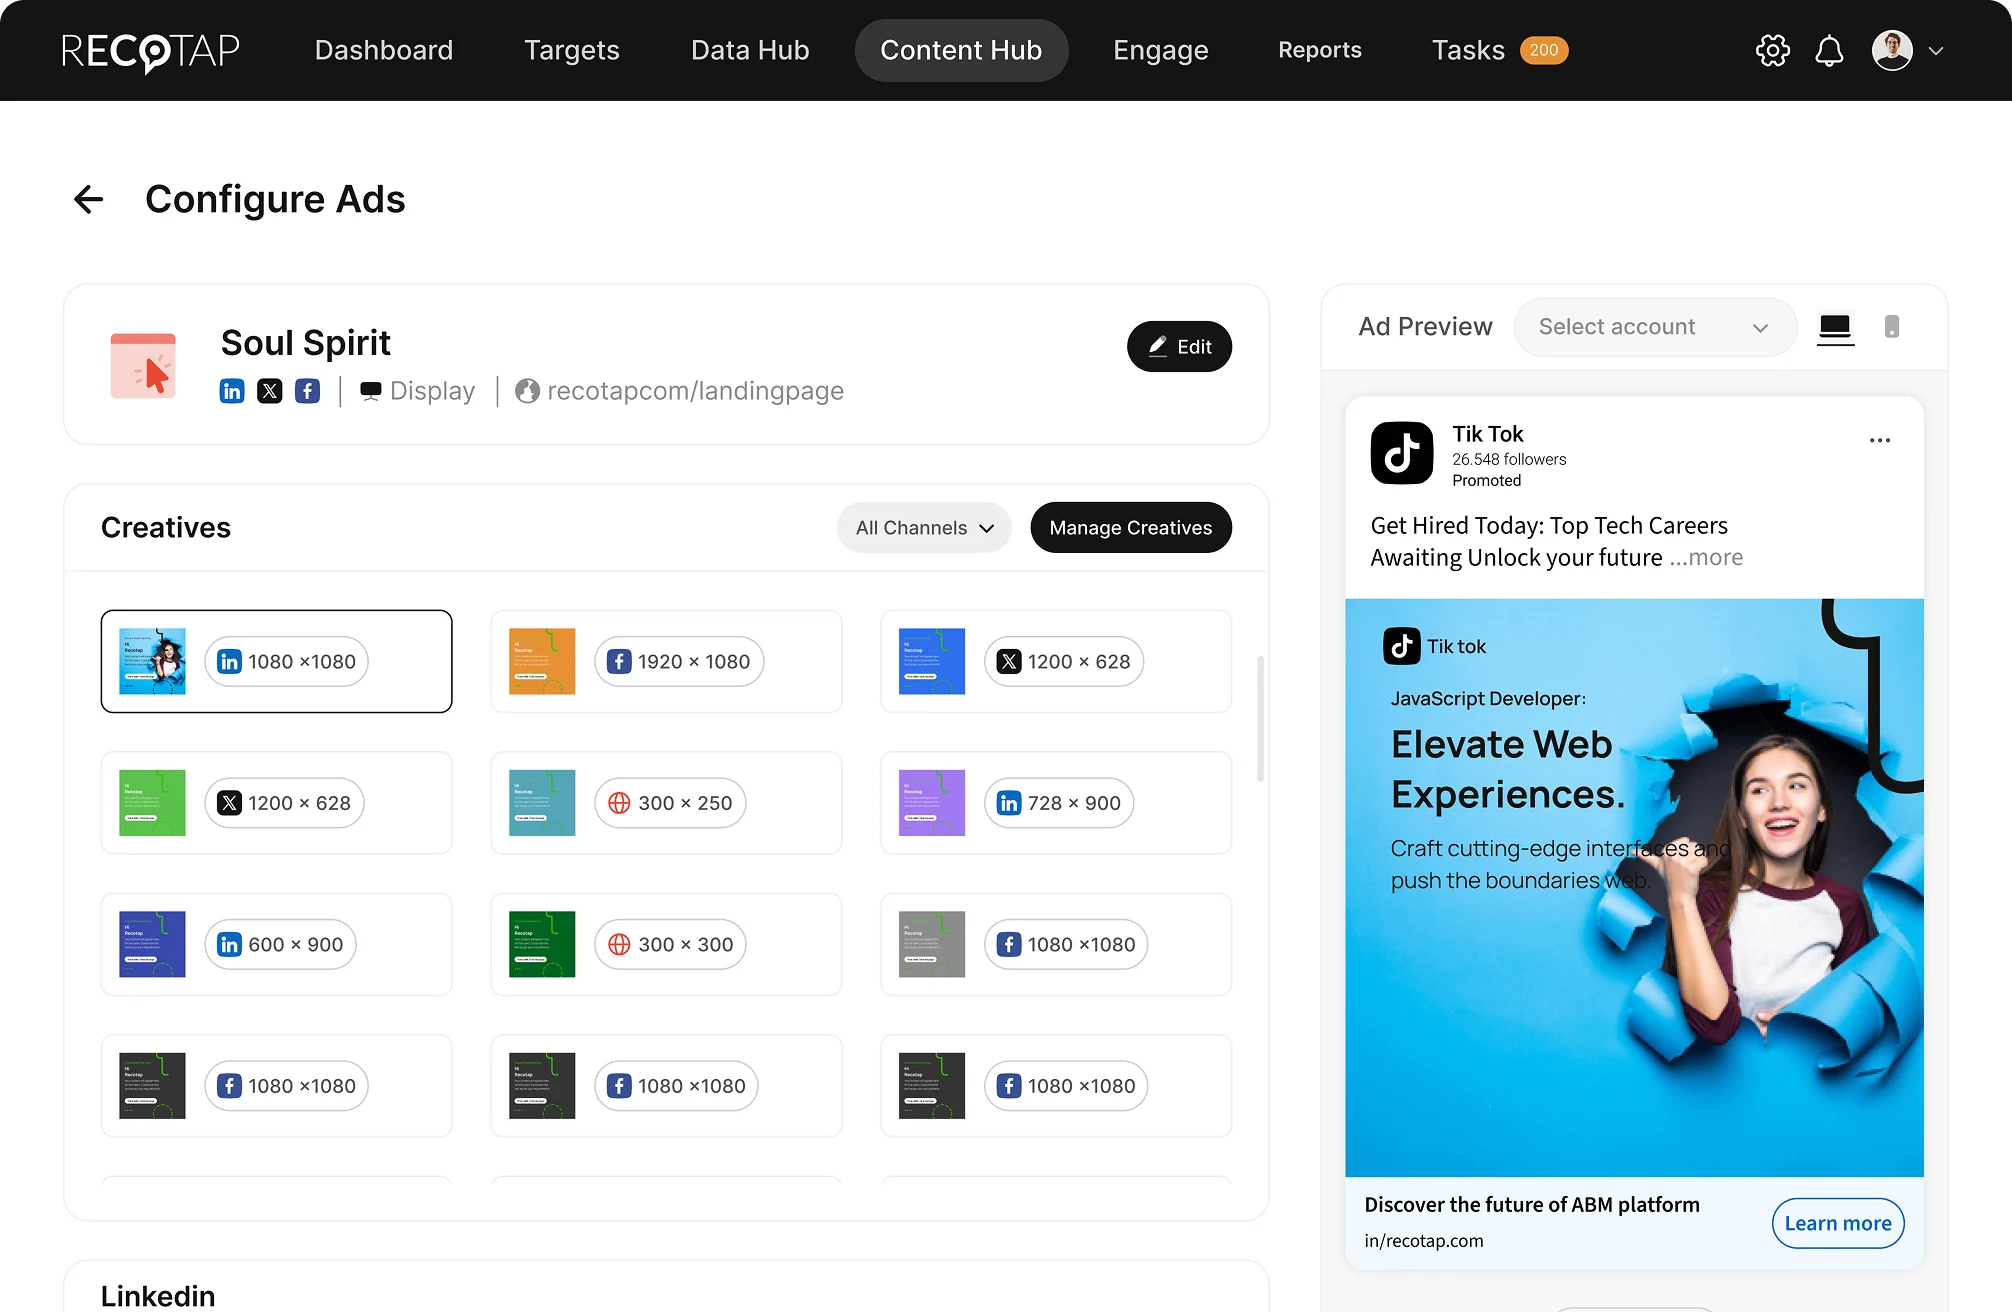 RECOTAP
Dashboard
Targets
Data Hub
Content Hub
Engage
Reports
Tasks 200
Configure Ads
Soul Spirit
Display
recotapcom/landingpage
Edit
Creatives
All Channels
Manage Creatives
1080 ×1080
1920 × 1080
1200 × 628
1200 × 628
300 × 250
728 × 900
600 × 900
300 × 300
1080 ×1080
1080 ×1080
1080 ×1080
1080 ×1080
Linkedin
Ad Preview
Select account
Tik Tok
26.548 followers
Promoted
Get Hired Today: Top Tech Careers
Awaiting Unlock your future ...more
Tik tok
JavaScript Developer:
Elevate Web
Experiences.
Craft cutting-edge interfaces and
push the boundaries web.
Discover the future of ABM platform
in/recotap.com
Learn more